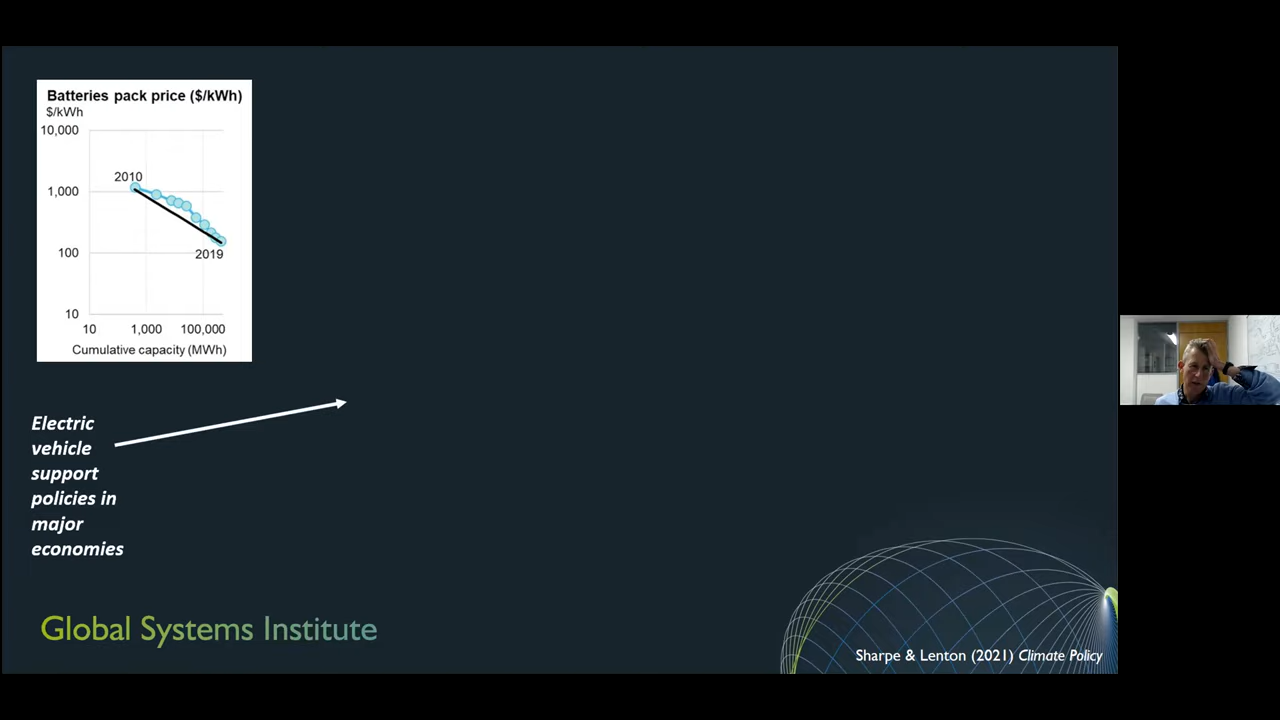 Batteries pack price ($/kWh)
$/kWh
10,000
2010
1,000
100
2019
10
10 1,000 100,000
Cumulative capacity (MWh)
Electric
vehicle
support
policies in
major
economies
Global Systems Institute
Sharpe & Lenton (2021) Climate Policy